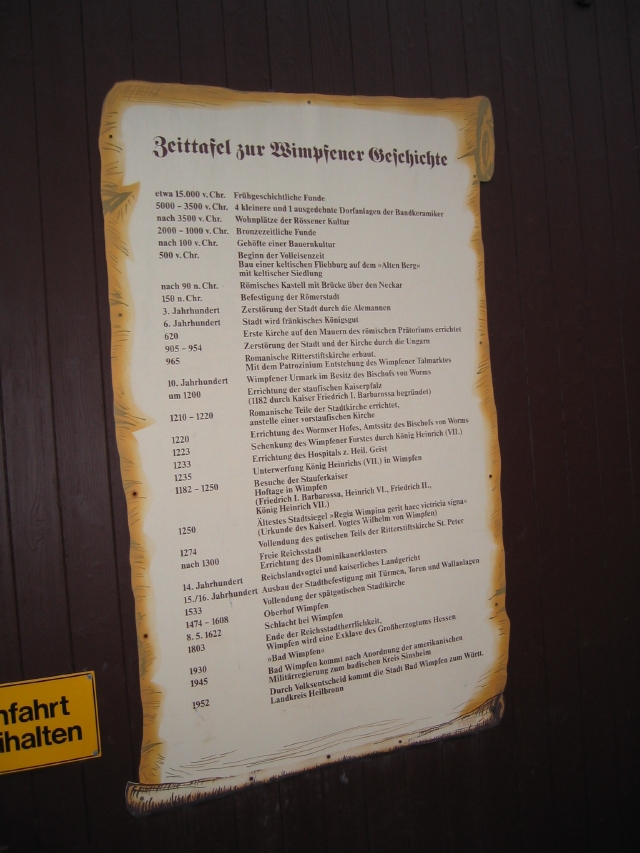 Zeittafel zur Wimpfener Geschichte
etwa 15.000 v. Chr. Frühgeschichtliche Funde
5000 – 3500 v. Chr. 4 kleinere und 1 ausgedehnte Dorfanlagen der Bandkeramiker
nach 3500 v. Chr. Wohnplätze der Rössener Kultur
2000 – 1000 v. Chr. Bronzezeitliche Funde
nach 100 v. Chr. Gehöfte einer Bauernkultur
500 v. Chr. Beginn der Volleisenzeit
Bau einer keltischen Fliehburg auf dem »Alten Berg«
mit keltischer Siedlung
nach 90 n. Chr. Römisches Kastell mit Brücke über den Neckar
150 n. Chr. Befestigung der Römerstadt
3. Jahrhundert Zerstörung der Stadt durch die Alemannen
6. Jahrhundert Stadt wird fränkisches Königsgut
620 Erste Kirche auf den Mauern des römischen Prätoriums errichtet
905 – 954 Zerstörung der Stadt und der Kirche durch die Ungarn
965 Romanische Ritterstiftskirche erbaut.
Mit dem Patrozinium Entstehung des Wimpfener Talmarktes
10. Jahrhundert Wimpfener Urmark im Besitz des Bischofs von Worms
um 1200 Errichtung der staufischen Kaiserpfalz
(1182 durch Kaiser Friedrich I. Barbarossa begründet)
1210 – 1220 Romanische Teile der Stadtkirche errichtet,
anstelle einer vorstaufischen Kirche
1220 Errichtung des Wormser Hofes, Amtssitz des Bischofs von Worms
1223 Schenkung des Wimpfener Forstes durch König Heinrich (VII.)
1233 Errichtung des Hospitals z. Heil. Geist
1235 Unterwerfung König Heinrichs (VII.) in Wimpfen
1182 – 1250 Besuche der Stauferkaiser
Hoftage in Wimpfen
(Friedrich I. Barbarossa, Heinrich VI., Friedrich II.,
König Heinrich (VII.)
1250 Ältestes Stadtsiegel »Regia Wimpina gerit haec victricia signa«
(Urkunde des Kaiserl. Vogtes Wilhelm von Wimpfen)
1274 Vollendung des gotischen Teils der Ritterstiftskirche St. Peter
nach 1300 Freie Reichsstadt
Errichtung des Dominikanerklosters
14. Jahrhundert Reichslandvogtei und kaiserliches Landgericht
15./16. Jahrhundert Ausbau der Stadtbefestigung mit Türmen, Toren und Wallanlagen
1533 Vollendung der spätgotischen Stadtkirche
1474 – 1608 Oberhof Wimpfen
8. 5. 1622 Schlacht bei Wimpfen
1803 Ende der Reichsstadtherrlichkeit,
Wimpfen wird eine Exklave des Großherzogtums Hessen
1930 »Bad Wimpfen«
1945 Bad Wimpfen kommt nach Anordnung der amerikanischen
Militärregierung zum badischen Kreis Sinsheim
1952 Durch Volksentscheid kommt die Stadt Bad Wimpfen zum Württ.
Landkreis Heilbronn
nfahrt
ihalten